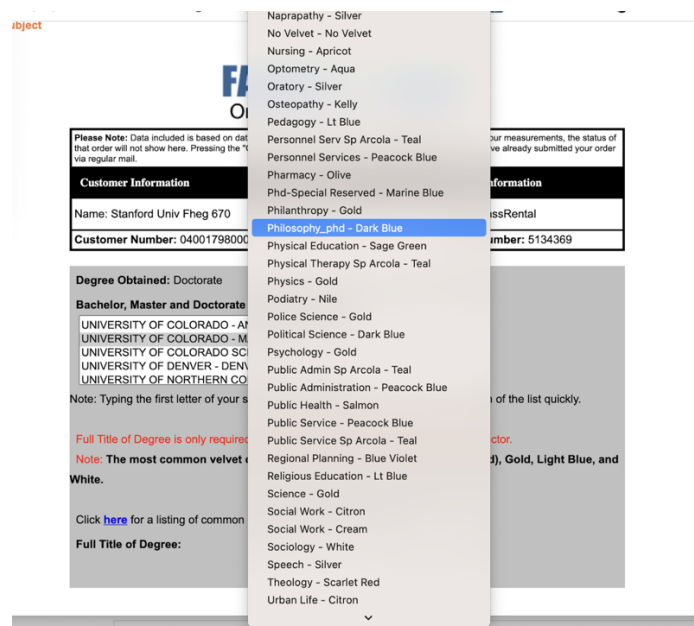 ubject
FA
O
Please Note: Data included is based on dat
our measurements, the status of
that order will not show here. Pressing the "
ve already submitted your order
via regular mail.
Customer Information
formation
Name: Stanford Univ Fheg 670
ssRental
Customer Number: 04001798000
umber: 5134369
Degree Obtained: Doctorate
Bachelor, Master and Doctorate
UNIVERSITY OF COLORADO - A
UNIVERSITY OF COLORADO - M
UNIVERSITY OF COLORADO SC
UNIVERSITY OF DENVER - DEN
UNIVERSITY OF NORTHERN CO
Note: Typing the first letter of your s
of the list quickly.
Full Title of Degree is only require
ctor.
Note: The most common velvet
), Gold, Light Blue, and
White.
Click here for a listing of common
Full Title of Degree:
Naprapathy - Silver
No Velvet - No Velvet
Nursing - Apricot
Optometry - Aqua
Oratory - Silver
Osteopathy - Kelly
Pedagogy - Lt Blue
Personnel Serv Sp Arcola - Teal
Personnel Services - Peacock Blue
Pharmacy - Olive
Phd-Special Reserved - Marine Blue
Philanthropy - Gold
Philosophy_phd - Dark Blue
Physical Education - Sage Green
Physical Therapy Sp Arcola - Teal
Physics - Gold
Podiatry - Nile
Police Science - Gold
Political Science - Dark Blue
Psychology - Gold
Public Admin Sp Arcola - Teal
Public Administration - Peacock Blue
Public Health - Salmon
Public Service - Peacock Blue
Public Service Sp Arcola - Teal
Regional Planning - Blue Violet
Religious Education - Lt Blue
Science - Gold
Social Work - Citron
Social Work - Cream
Sociology - White
Speech - Silver
Theology - Scarlet Red
Urban Life - Citron